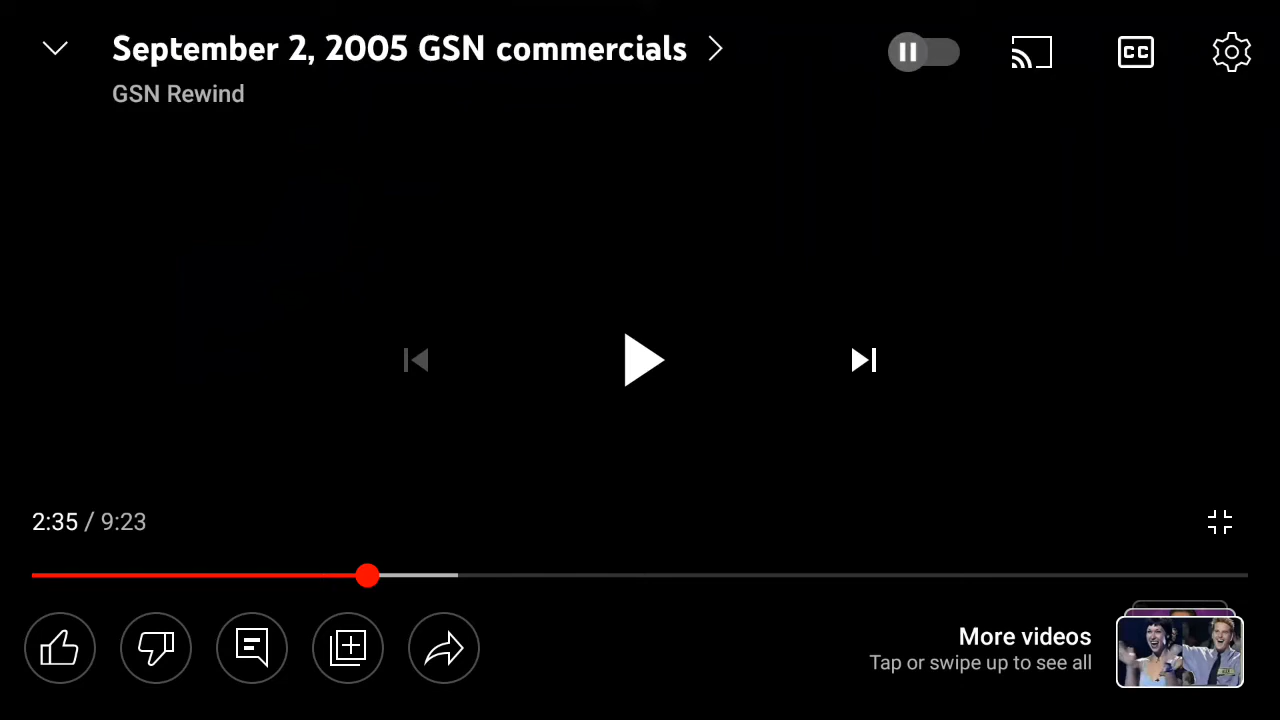 September 2, 2005 GSN commercials
GSN Rewind
CC
2:35 / 9:23
More videos
Tap or swipe up to see all